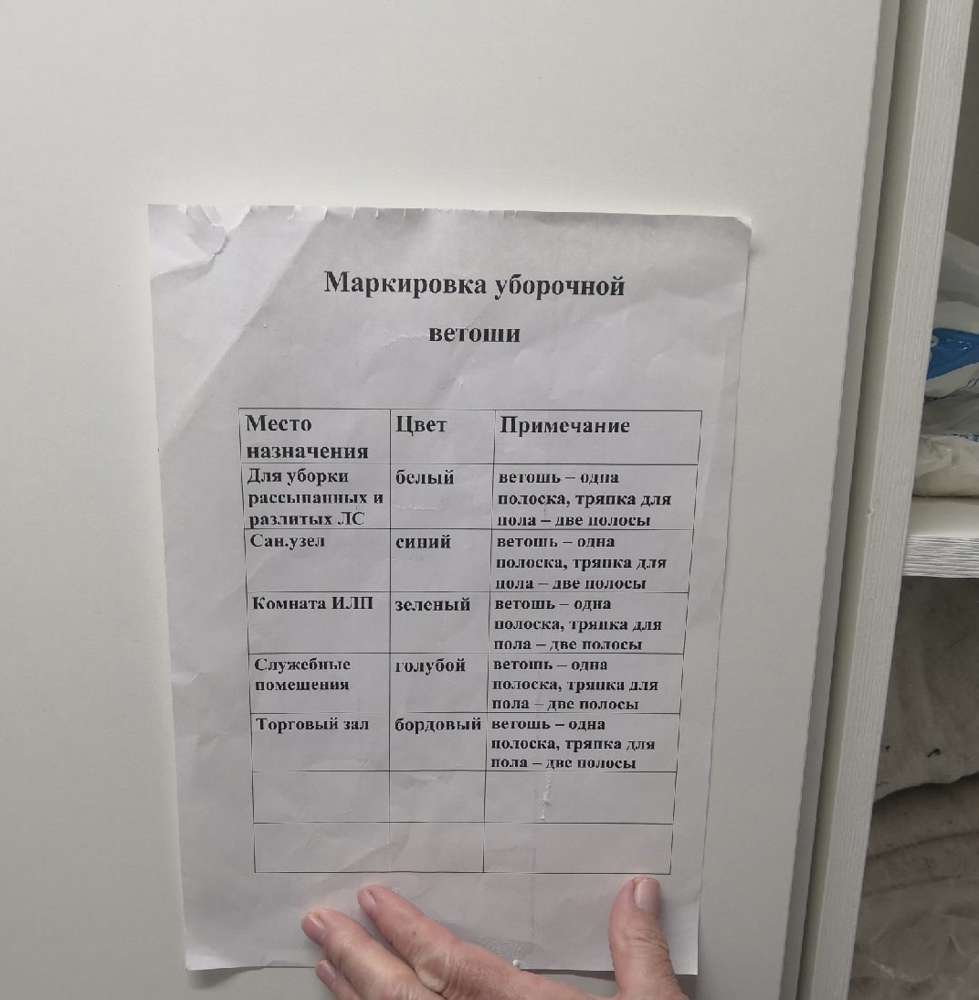 Маркировка уборочной
ветоши
Место
назначения
Цвет
Примечание
Для уборки
рассыпанных и
разлитых ЛС
белый
ветошь – одна
полоска, тряпка для
пола – две полосы
Сан.узел
синий
ветошь – одна
полоска, тряпка для
пола – две полосы
Комната ИЛП
зеленый
ветошь – одна
полоска, тряпка для
пола – две полосы
Служебные
помещения
голубой
ветошь – одна
полоска, тряпка для
пола – две полосы
Торговый зал
бордовый
ветошь – одна
полоска, тряпка для
пола – две полосы